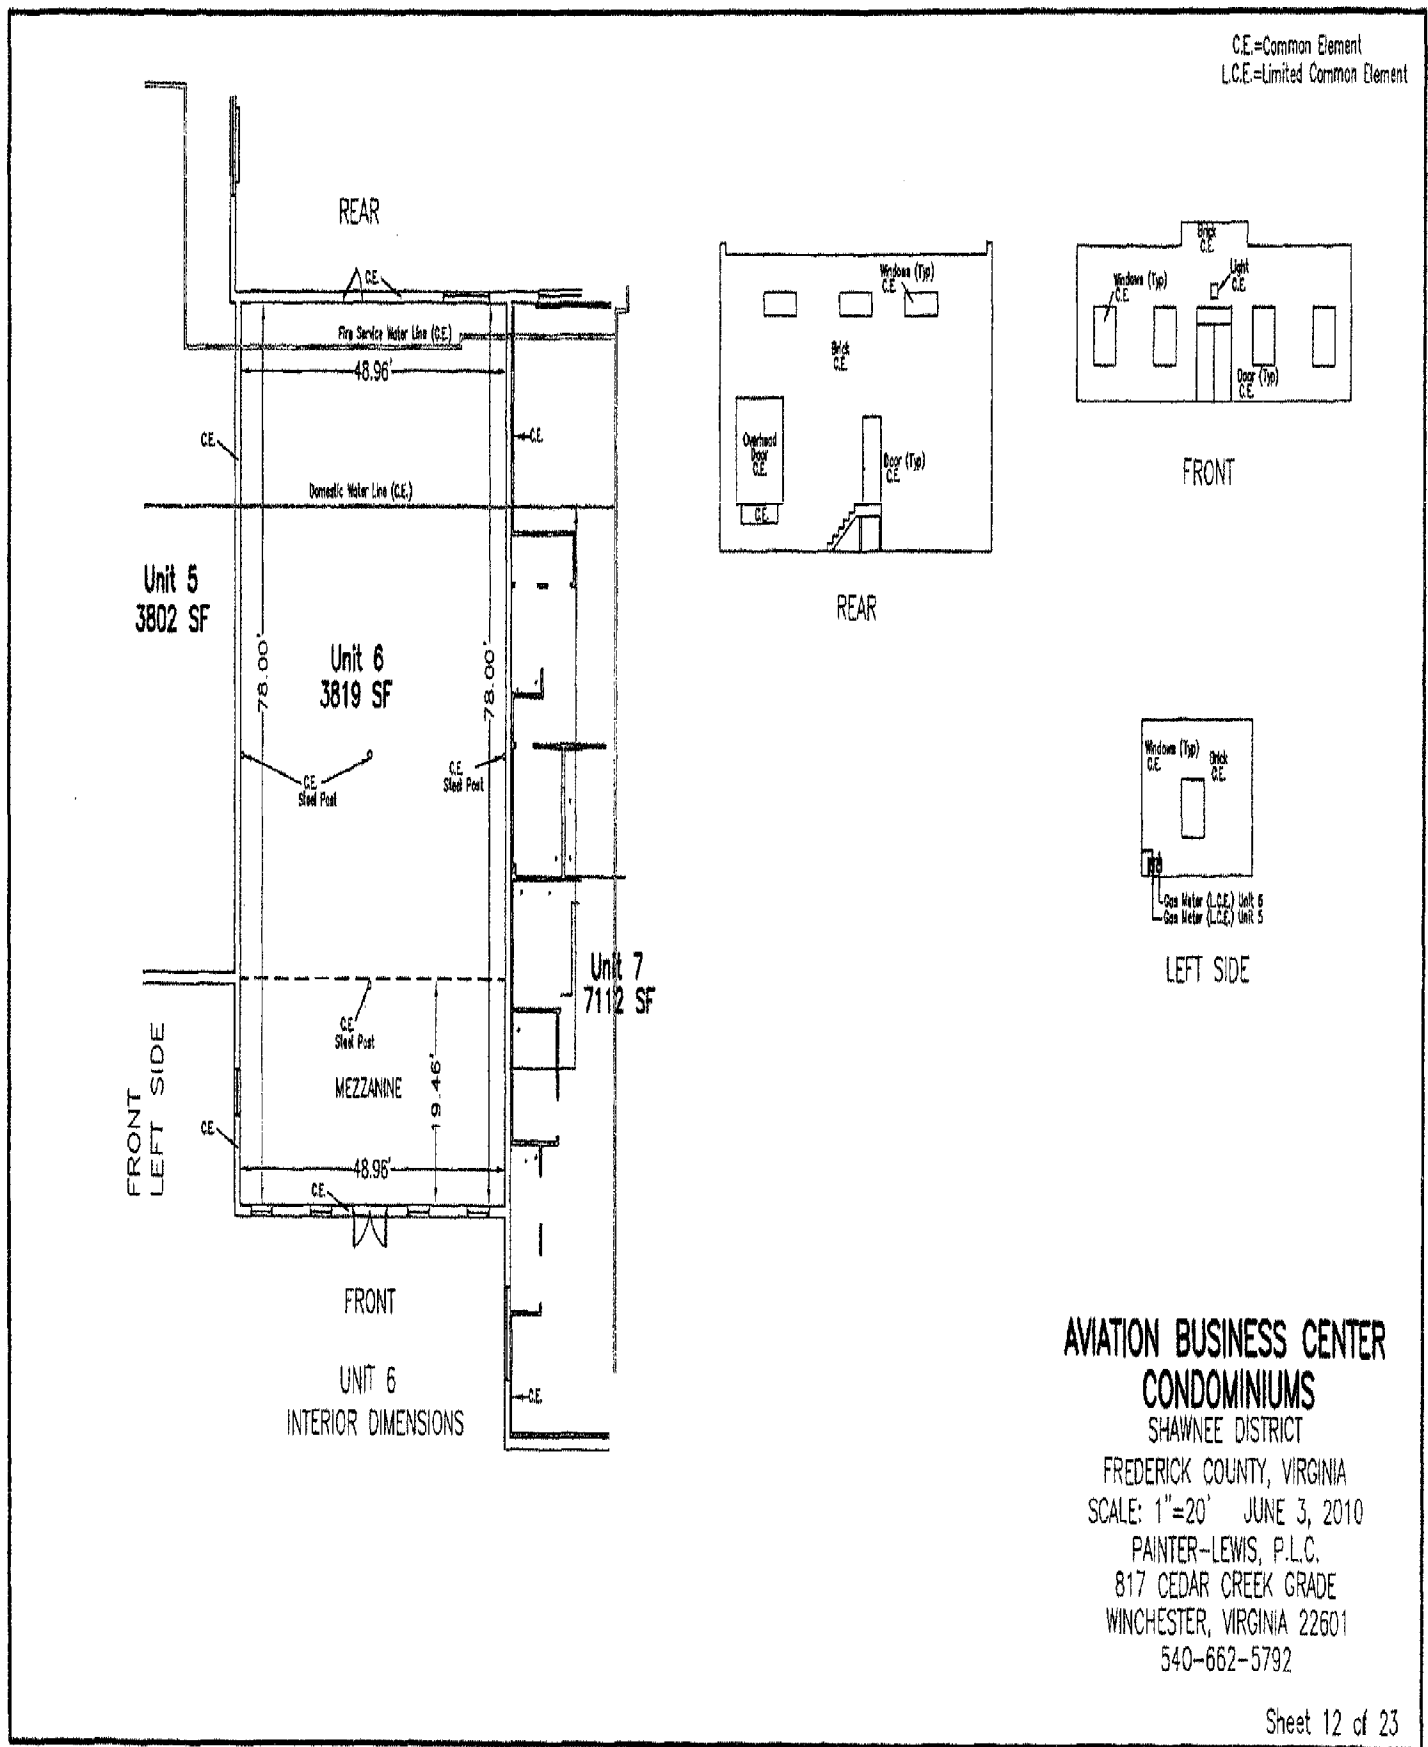 C.E.=Common Element
L.C.E.=Limited Common Element
REAR
C.E.
Fire Service Water Line (C.E.)
48.96'
C.E.
C.E.
Domestic Water Line (C.E.)
Unit 5
3802 SF
Unit 6
3819 SF
78.00'
78.00'
C.E.
Steel Post
C.E.
Steel Post
Unit 7
7112 SF
C.E.
Steel Post
MEZZANINE
19.46'
FRONT
LEFT SIDE
C.E.
48.96'
C.E.
FRONT
UNIT 6
INTERIOR DIMENSIONS
C.E.
Windows (Typ)
C.E.
Brick
C.E.
Overhead
Door
C.E.
Door (Typ)
C.E.
C.E.
REAR
Brick
C.E.
Windows (Typ)
C.E.
Light
C.E.
Door (Typ)
C.E.
FRONT
Windows (Typ)
C.E.
Brick
C.E.
Gas Meter (L.C.E.) Unit 6
Gas Meter (L.C.E.) Unit 5
LEFT SIDE
AVIATION BUSINESS CENTER
CONDOMINIUMS
SHAWNEE DISTRICT
FREDERICK COUNTY, VIRGINIA
SCALE: 1"=20' JUNE 3, 2010
PAINTER-LEWIS, P.L.C.
817 CEDAR CREEK GRADE
WINCHESTER, VIRGINIA 22601
540-662-5792
Sheet 12 of 23